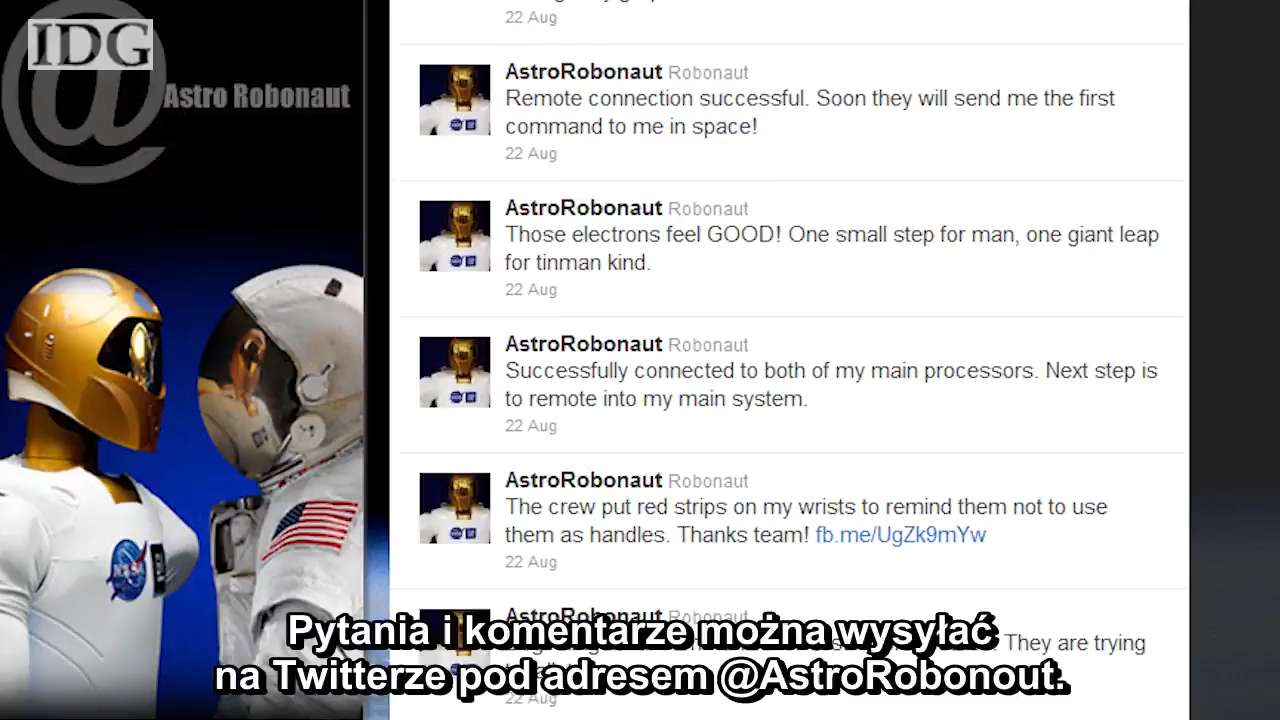 IDG
@
Astro Robonaut
22 Aug
AstroRobonaut Robonaut
Remote connection successful. Soon they will send me the first
command to me in space!
22 Aug
AstroRobonaut Robonaut
Those electrons feel GOOD! One small step for man, one giant leap
for tinman kind.
22 Aug
AstroRobonaut Robonaut
Successfully connected to both of my main processors. Next step is
to remote into my main system.
22 Aug
AstroRobonaut Robonaut
The crew put red strips on my wrists to remind them not to use
them as handles. Thanks team! fb.me/UgZk9mYw
22 Aug
AstroRobonaut Robonaut
They are trying
22 Aug
NASA
Pytania i komentarze można wysyłać
na Twitterze pod adresem @AstroRobonout.